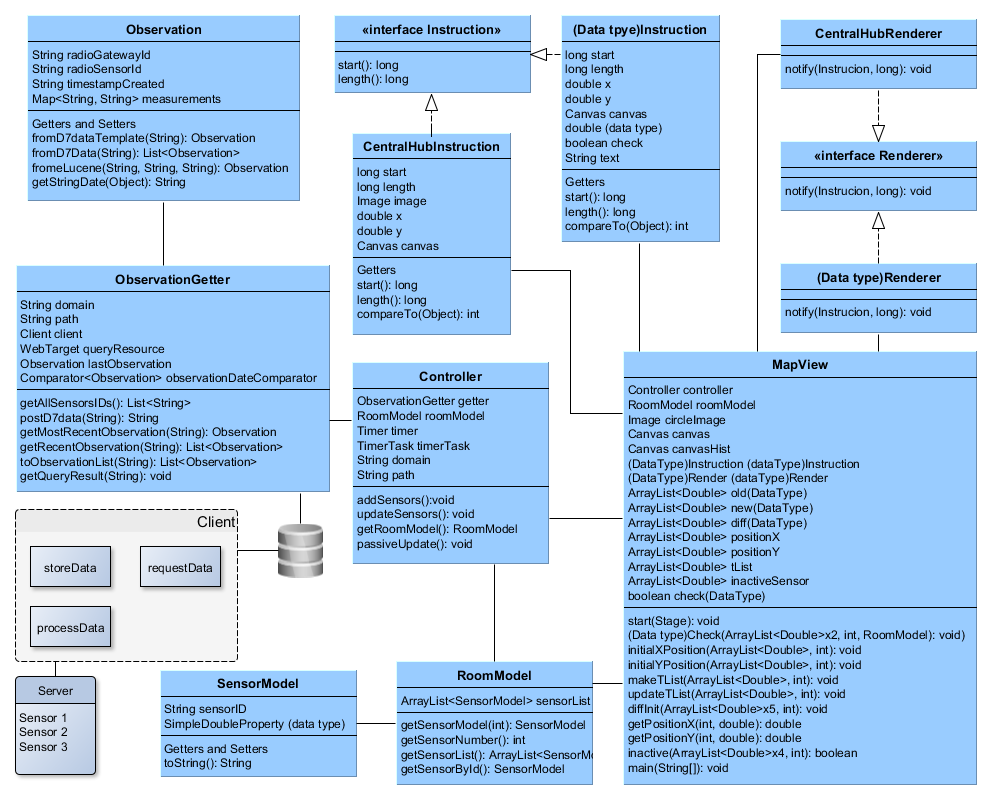 Observation
String radioGatewayId
String radioSensorId
String timestampCreated
Map<String, String> measurements
Getters and Setters
fromD7dataTemplate(String): Observation
fromD7Data(String): List<Observation>
fromeLucene(String, String, String): Observation
getStringDate(Object): String
«interface Instruction»
start(): long
length(): long
(Data tpye)Instruction
long start
long length
double x
double y
Canvas canvas
double (data type)
boolean check
String text
Getters
start(): long
length(): long
compareTo(Object): int
CentralHubRenderer
notify(Instrucion, long): void
«interface Renderer»
notify(Instrucion, long): void
(Data type)Renderer
notify(Instrucion, long): void
CentralHubInstruction
long start
long length
Image image
double x
double y
Canvas canvas
Getters
start(): long
length(): long
compareTo(Object): int
ObservationGetter
String domain
String path
Client client
WebTarget queryResource
Observation lastObservation
Comparator<Observation> observationDateComparator
getAllSensorsIDs(): List<String>
postD7data(String): String
getMostRecentObservation(String): Observation
getRecentObservation(String): List<Observation>
toObservationList(String): List<Observation>
getQueryResult(String): void
Controller
ObservationGetter getter
RoomModel roomModel
Timer timer
TimerTask timerTask
String domain
String path
addSensors():void
updateSensors(): void
getRoomModel(): RoomModel
passiveUpdate(): void
MapView
Controller controller
RoomModel roomModel
Image circleImage
Canvas canvas
Canvas canvasHist
(DataType)Instruction (dataType)Instruction
(DataType)Render (dataType)Render
ArrayList<Double> old(DataType)
ArrayList<Double> new(DataType)
ArrayList<Double> diff(DataType)
ArrayList<Double> positionX
ArrayList<Double> positionY
ArrayList<Double> tList
ArrayList<Double> inactiveSensor
boolean check(DataType)
start(Stage): void
(Data type)Check(ArrayList<Double>x2, int, RoomModel): void)
initialXPosition(ArrayList<Double>, int): void
initialYPosition(ArrayList<Double>, int): void
makeTList(ArrayList<Double>, int): void
updateTList(ArrayList<Double>, int): void
diffInit(ArrayList<Double>x5, int): void
getPositionX(int, double): double
getPositionY(int, double): double
inactive(ArrayList<Double>x4, int): boolean
main(String[]): void
Client
storeData
requestData
processData
Server
Sensor 1
Sensor 2
Sensor 3
SensorModel
String sensorID
SimpleDoubleProperty (data type)
Getters and Setters
toString(): String
RoomModel
ArrayList<SensorModel> sensorList
getSensorModel(int): SensorModel
getSensorNumber(): int
getSensorList(): ArrayList<SensorMo
getSensorById(): SensorModel